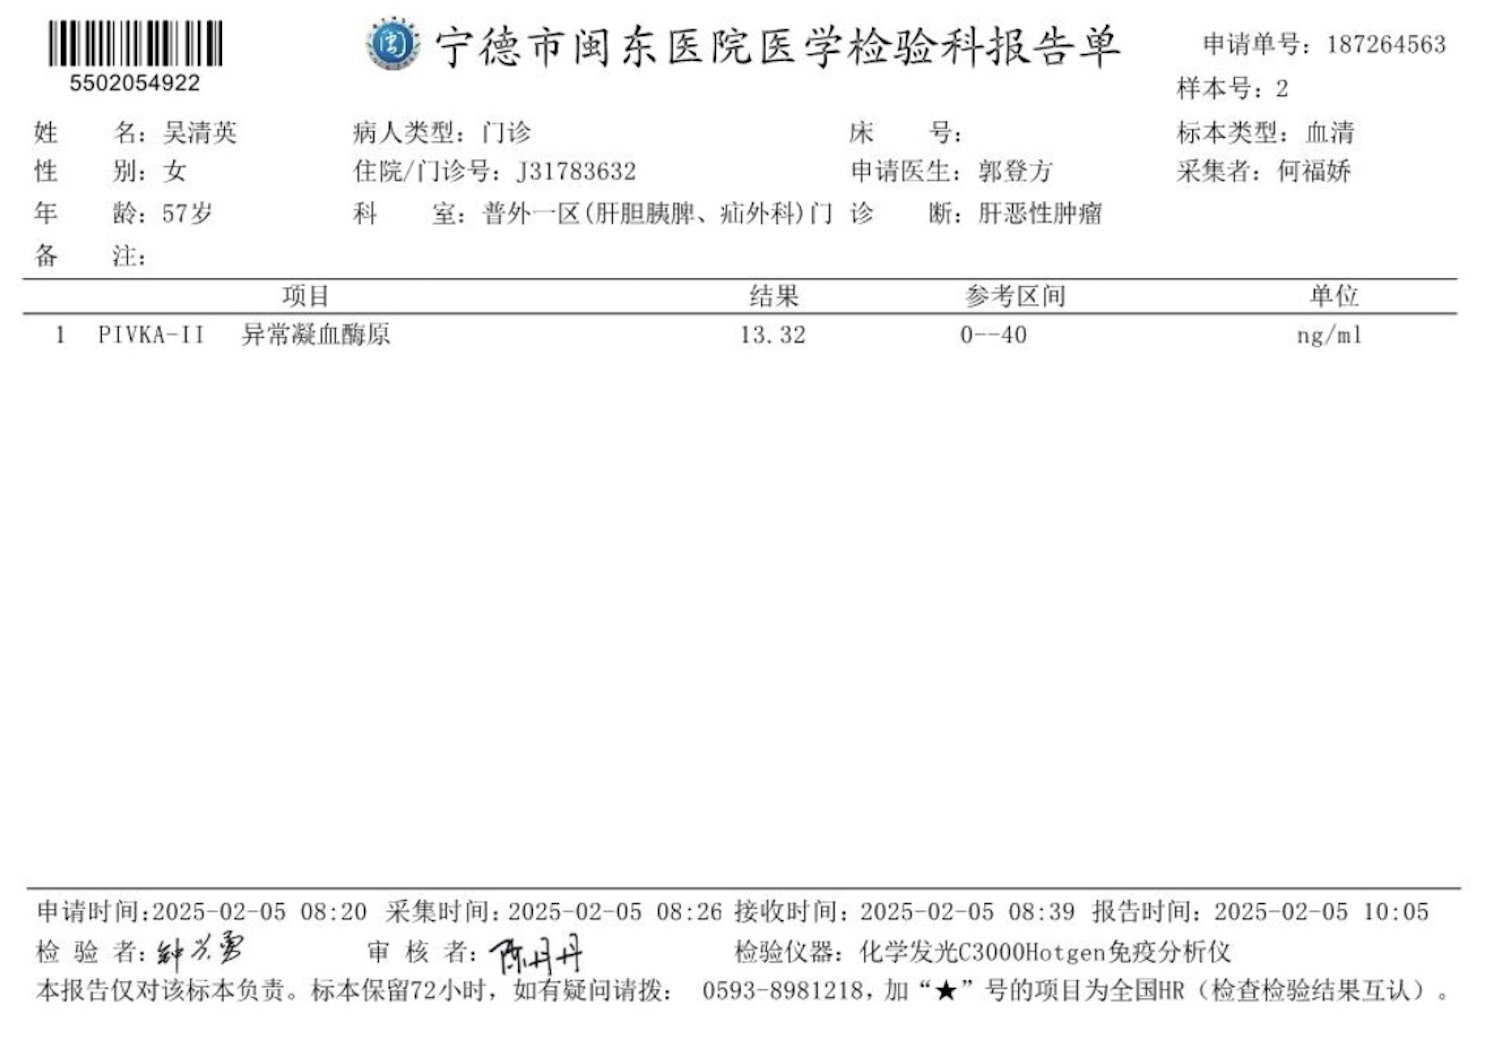 宁德市闽东医院医学检验科报告单
申请单号：187264563
5502054922
样本号：2
姓名：吴清英 病人类型：门诊 床号： 标本类型：血清
性别：女 住院/门诊号：J31783632 申请医生：郭登方 采集者：何福娇
年龄：57岁 科室：普外一区(肝胆胰脾、疝外科)门 诊断：肝恶性肿瘤
备注：
项目 结果 参考区间 单位
1 PIVKA-II 异常凝血酶原 13.32 0--40 ng/ml
申请时间:2025-02-05 08:20 采集时间:2025-02-05 08:26 接收时间：2025-02-05 08:39 报告时间：2025-02-05 10:05
检验者: 审核者：陈丹丹 检验仪器：化学发光C3000Hotgen免疫分析仪
本报告仅对该标本负责。标本保留72小时，如有疑问请拨： 0593-8981218,加“★”号的项目为全国HR（检查检验结果互认）。